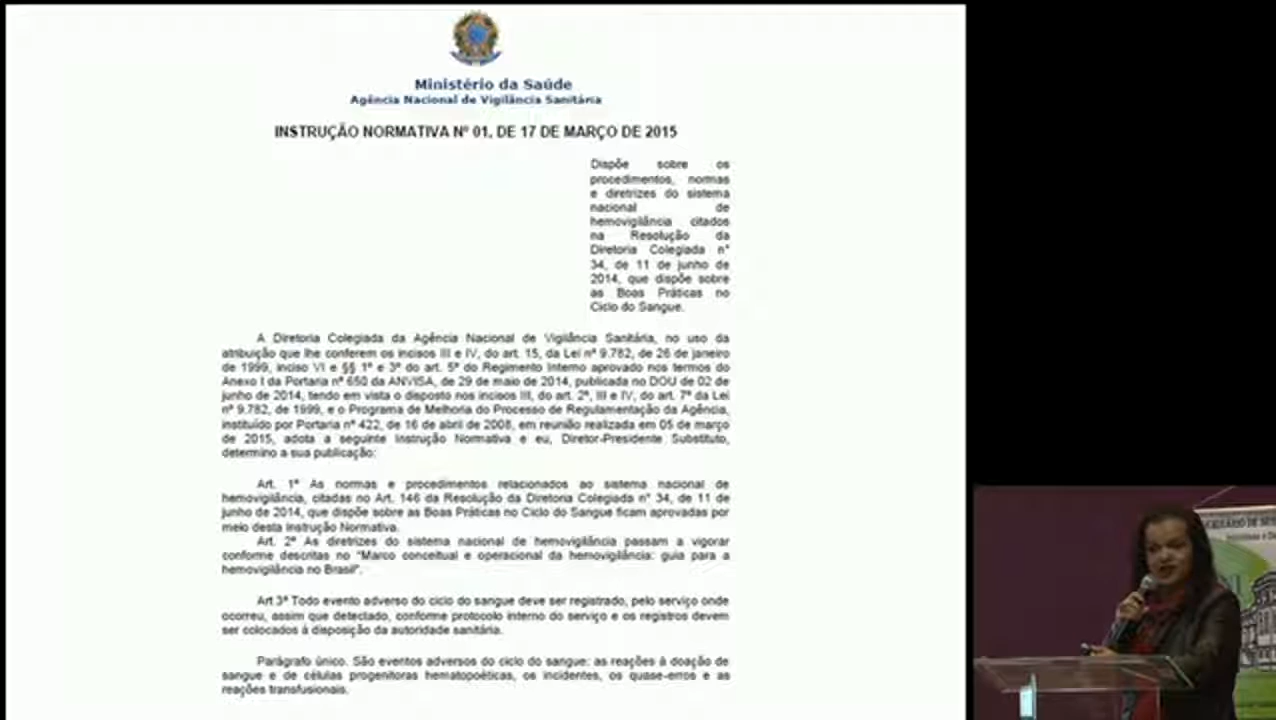 Ministério da Saúde
Agência Nacional de Vigilância Sanitária
INSTRUÇÃO NORMATIVA Nº 01, DE 17 DE MARÇO DE 2015
Dispõe sobre os
procedimentos, normas
e diretrizes do sistema
nacional de
hemovigilância citados
na Resolução da
Diretoria Colegiada n°
34, de 11 de junho de
2014, que dispõe sobre
as Boas Práticas no
Ciclo do Sangue.
A Diretoria Colegiada da Agência Nacional de Vigilância Sanitária, no uso da
atribuição que lhe conferem os incisos III e IV, do art. 15, da Lei nº 9.782, de 26 de janeiro
de 1999, inciso VI e §§ 1º e 3º do art. 5º do Regimento Interno aprovado nos termos do
Anexo I da Portaria nº 650 da ANVISA, de 29 de maio de 2014, publicada no DOU de 02 de
junho de 2014, tendo em vista o disposto nos incisos III, do art. 2º, III e IV, do art. 7º da Lei
nº 9.782, de 1999, e o Programa de Melhoria do Processo de Regulamentação da Agência,
instituído por Portaria nº 422, de 16 de abril de 2008, em reunião realizada em 05 de março
de 2015, adota a seguinte Instrução Normativa e eu, Diretor-Presidente Substituto,
determino a sua publicação:
Art. 1º As normas e procedimentos relacionados ao sistema nacional de
hemovigilância, citadas no Art. 146 da Resolução da Diretoria Colegiada n° 34, de 11 de
junho de 2014, que dispõe sobre as Boas Práticas no Ciclo do Sangue ficam aprovadas por
meio desta Instrução Normativa.
Art. 2º As diretrizes do sistema nacional de hemovigilância passam a vigorar
conforme descritas no "Marco conceitual e operacional da hemovigilância: guia para a
hemovigilância no Brasil".
Art 3º Todo evento adverso do ciclo do sangue deve ser registrado, pelo serviço onde
ocorreu, assim que detectado, conforme protocolo interno do serviço e os registros devem
ser colocados à disposição da autoridade sanitária.
Parágrafo único. São eventos adversos do ciclo do sangue: as reações à doação de
sangue e de células progenitoras hematopoéticas, os incidentes, os quase-erros e as
reações transfusionais.